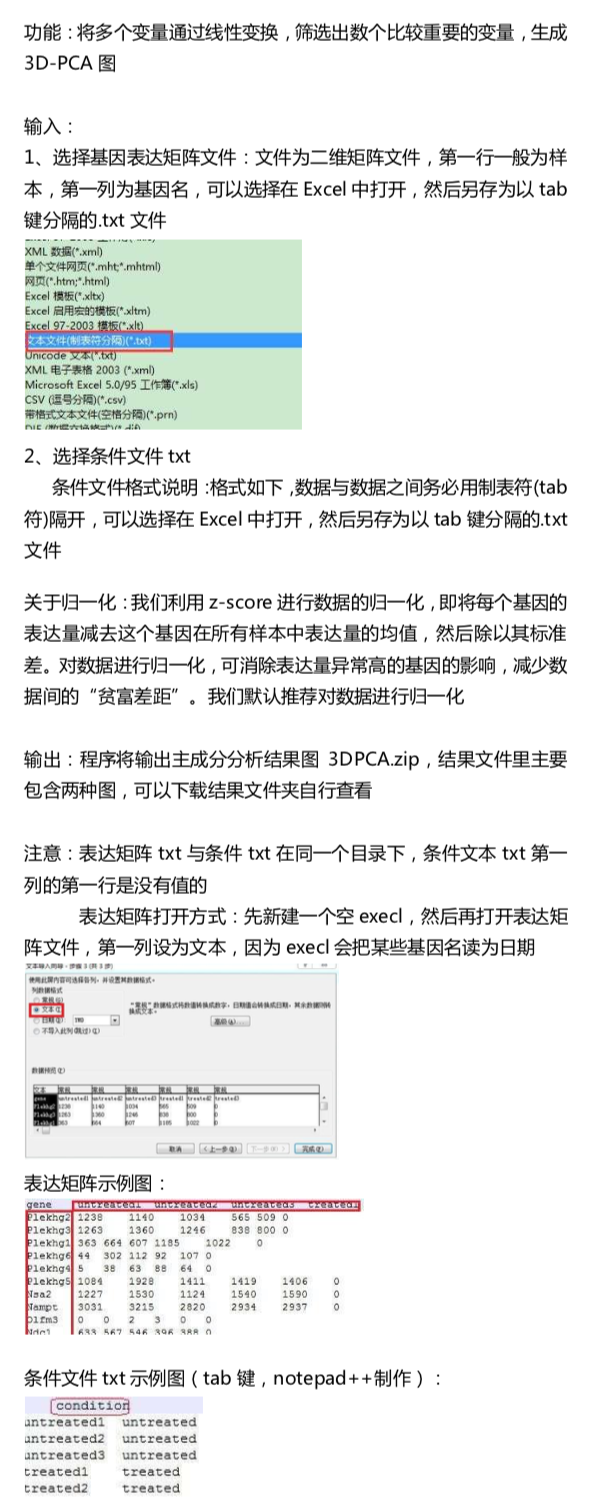 功能：将多个变量通过线性变换，筛选出数个比较重要的变量，生成
3D-PCA 图
输入：
1、选择基因表达矩阵文件：文件为二维矩阵文件，第一行一般为样
本，第一列为基因名，可以选择在 Excel 中打开，然后另存为以 tab
键分隔的.txt 文件
XML 数据(*.xml)
单个文件网页(*.mht;*.mhtml)
网页(*.htm;*.html)
Excel 模板(*.xltx)
Excel 启用宏的模板(*.xltm)
Excel 97-2003 模板(*.xlt)
文本文件(制表符分隔)(*.txt)
Unicode 文本(*.txt)
XML 电子表格 2003 (*.xml)
Microsoft Excel 5.0/95 工作簿(*.xls)
CSV (逗号分隔)(*.csv)
带格式文本文件(空格分隔)(*.prn)
DIF (数据交换格式)(*.dif)
2、选择条件文件 txt
条件文件格式说明：格式如下，数据与数据之间务必用制表符(tab
符)隔开，可以选择在 Excel 中打开，然后另存为以 tab 键分隔的.txt
文件
关于归一化：我们利用 z-score 进行数据的归一化，即将每个基因的
表达量减去这个基因在所有样本中表达量的均值，然后除以其标准
差。对数据进行归一化，可消除表达量异常高的基因的影响，减少数
据间的“贫富差距”。我们默认推荐对数据进行归一化
输出：程序将输出主成分分析结果图 3DPCA.zip，结果文件里主要
包含两种图，可以下载结果文件夹自行查看
注意：表达矩阵 txt 与条件 txt 在同一个目录下，条件文本 txt 第一
列的第一行是没有值的
表达矩阵打开方式：先新建一个空 execl，然后再打开表达矩
阵文件，第一列设为文本，因为 execl 会把某些基因名读为日期
文本导入向导 - 步骤 3 (共 3 步)
使用此屏内容可选择各列，并设置其数据格式。
列数据格式
常规(G)
文本(T)
日期(D): YMD
不导入此列(跳过)(I)
“常规”数据格式将数值转换成数字，日期值会转换成日期，其余数据则转
换成文本。
高级(A)...
数据预览(P)
文本 常规 常规 常规 常规 常规 常规
gene untreated1 untreated2 untreated3 treated1 treated2 treated3
Plekhg2 1238 1140 1034 565 509 0
Plekhg3 1263 1360 1246 838 800 0
Plekhg1 363 664 607 1185 1022 0
取消 < 上一步(B) 下一步(N) > 完成(F)
表达矩阵示例图：
gene untreated1 untreated2 untreated3 treated1
Plekhg2 1238 1140 1034 565 509 0
Plekhg3 1263 1360 1246 838 800 0
Plekhg1 363 664 607 1185 1022 0
Plekhg6 44 302 112 92 107 0
Plekhg4 5 38 63 88 64 0
Plekhg5 1084 1928 1411 1419 1406 0
Nsa2 1227 1530 1124 1540 1590 0
Nampt 3031 3215 2820 2934 2937 0
Olfm3 0 0 2 3 0 0
Ndc1 633 567 546 396 388 0
条件文件 txt 示例图（tab 键，notepad++制作）：
condition
untreated1 untreated
untreated2 untreated
untreated3 untreated
treated1 treated
treated2 treated